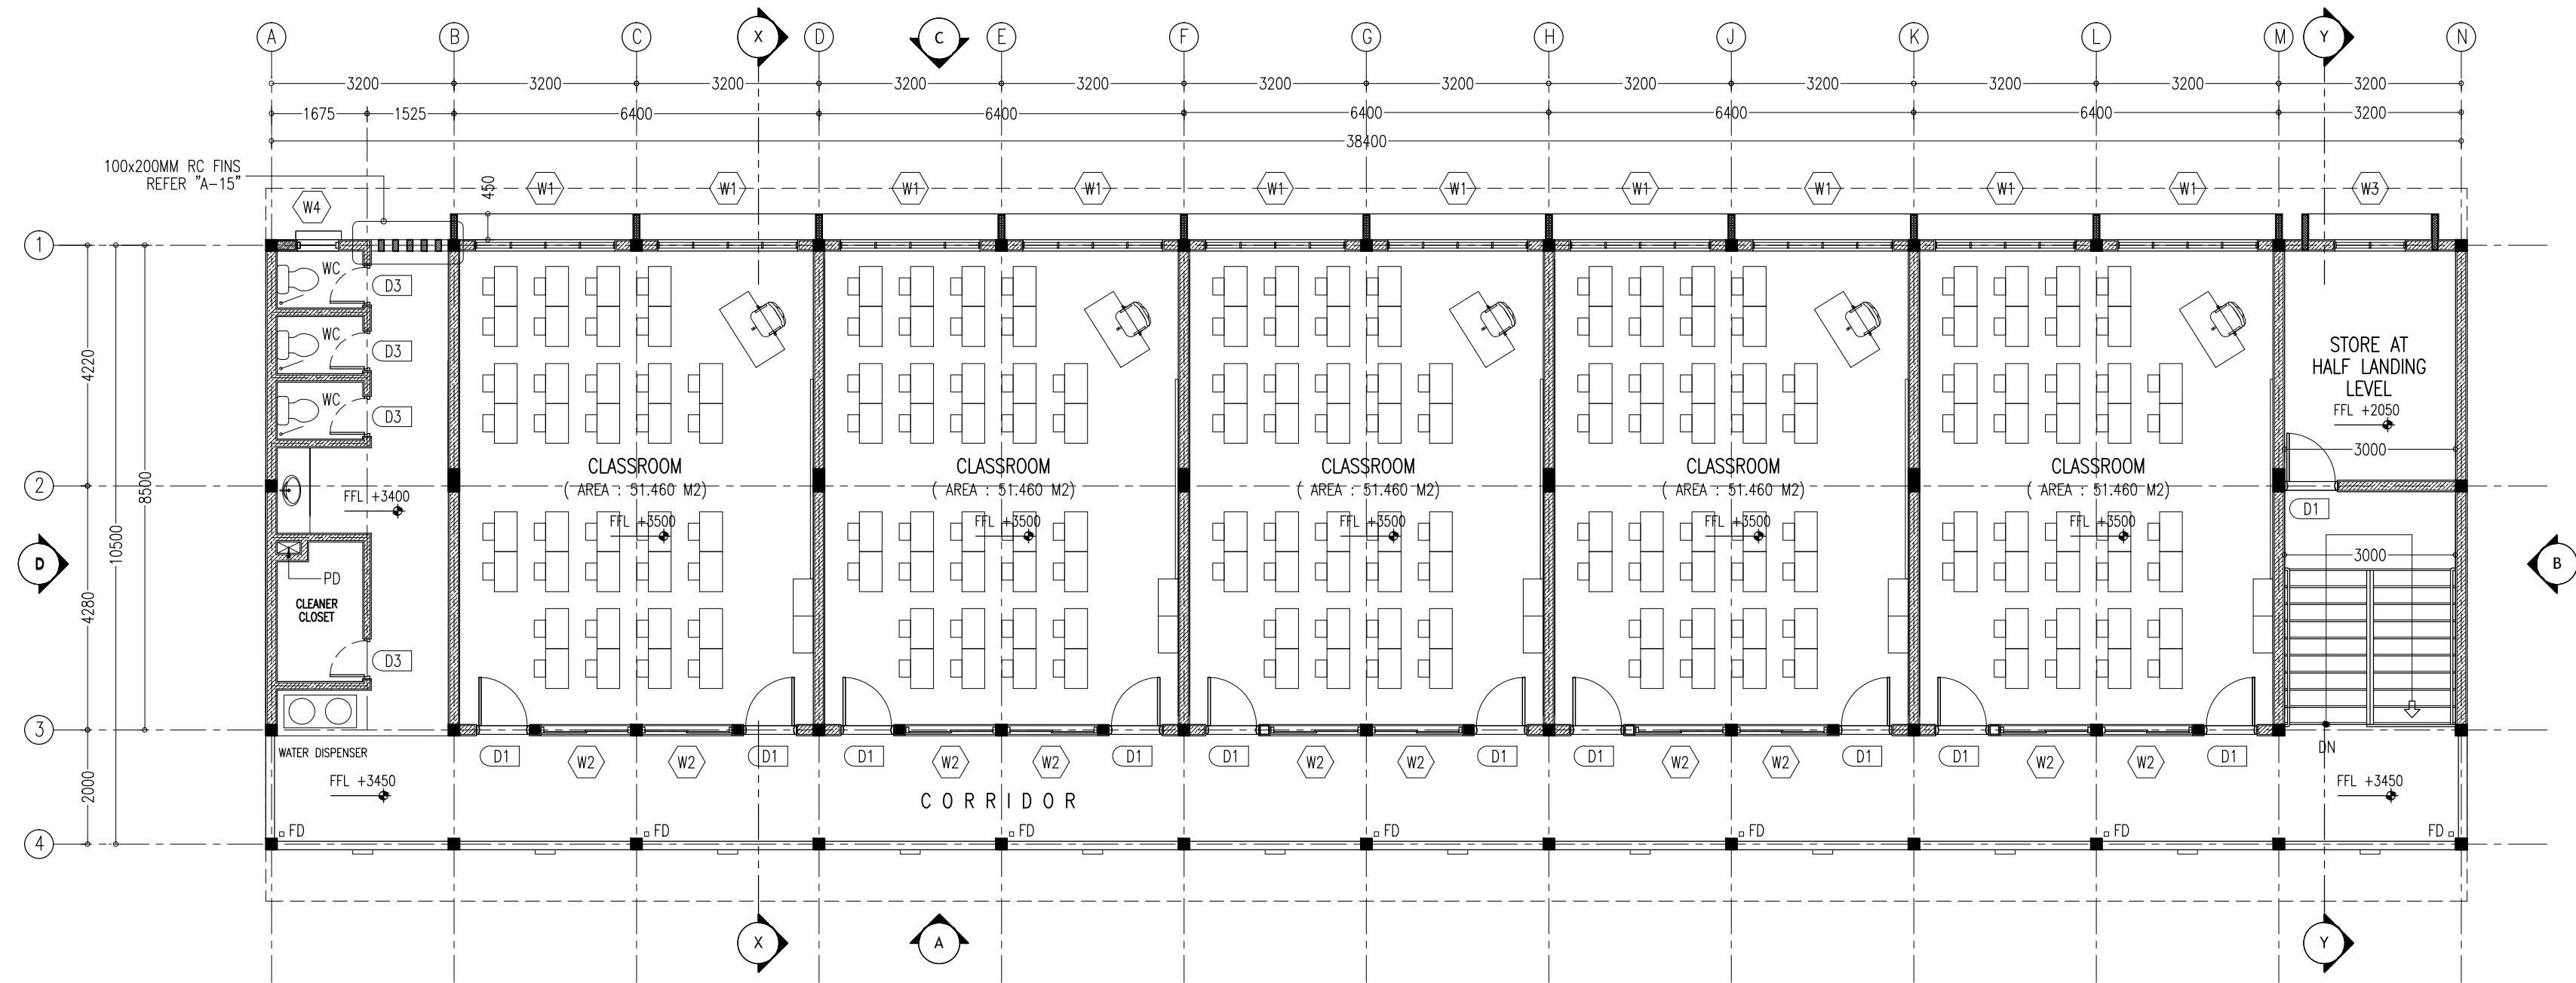 A B C X D C E F G H J K L M Y N
3200 3200 3200 3200 3200 3200 3200 3200 3200 3200 3200 3200
1675 1525 6400 6400 6400 6400 6400 3200
38400
100x200MM RC FINS
REFER "A-15"
450
W4 W1 W1 W1 W1 W1 W1 W1 W1 W1 W1 W3
1
WC D3
WC D3
WC D3
4220
8500
10500
4280
2000
STORE AT
HALF LANDING
LEVEL
FFL +2050
3000
CLASSROOM CLASSROOM CLASSROOM CLASSROOM CLASSROOM
( AREA : 51.460 M2) ( AREA : 51.460 M2) ( AREA : 51.460 M2) ( AREA : 51.460 M2) ( AREA : 51.460 M2)
2
FFL +3400
D1
FFL +3500 FFL +3500 FFL +3500 FFL +3500 FFL +3500
D
B
3000
PD
CLEANER
CLOSET
D3
3
DN
WATER DISPENSER
D1 W2 W2 D1 D1 W2 W2 D1 D1 W2 W2 D1 D1 W2 W2 D1 D1 W2 W2 D1
FFL +3450 FFL +3450
CORRIDOR
FD FD FD FD FD FD FD
4
X A Y